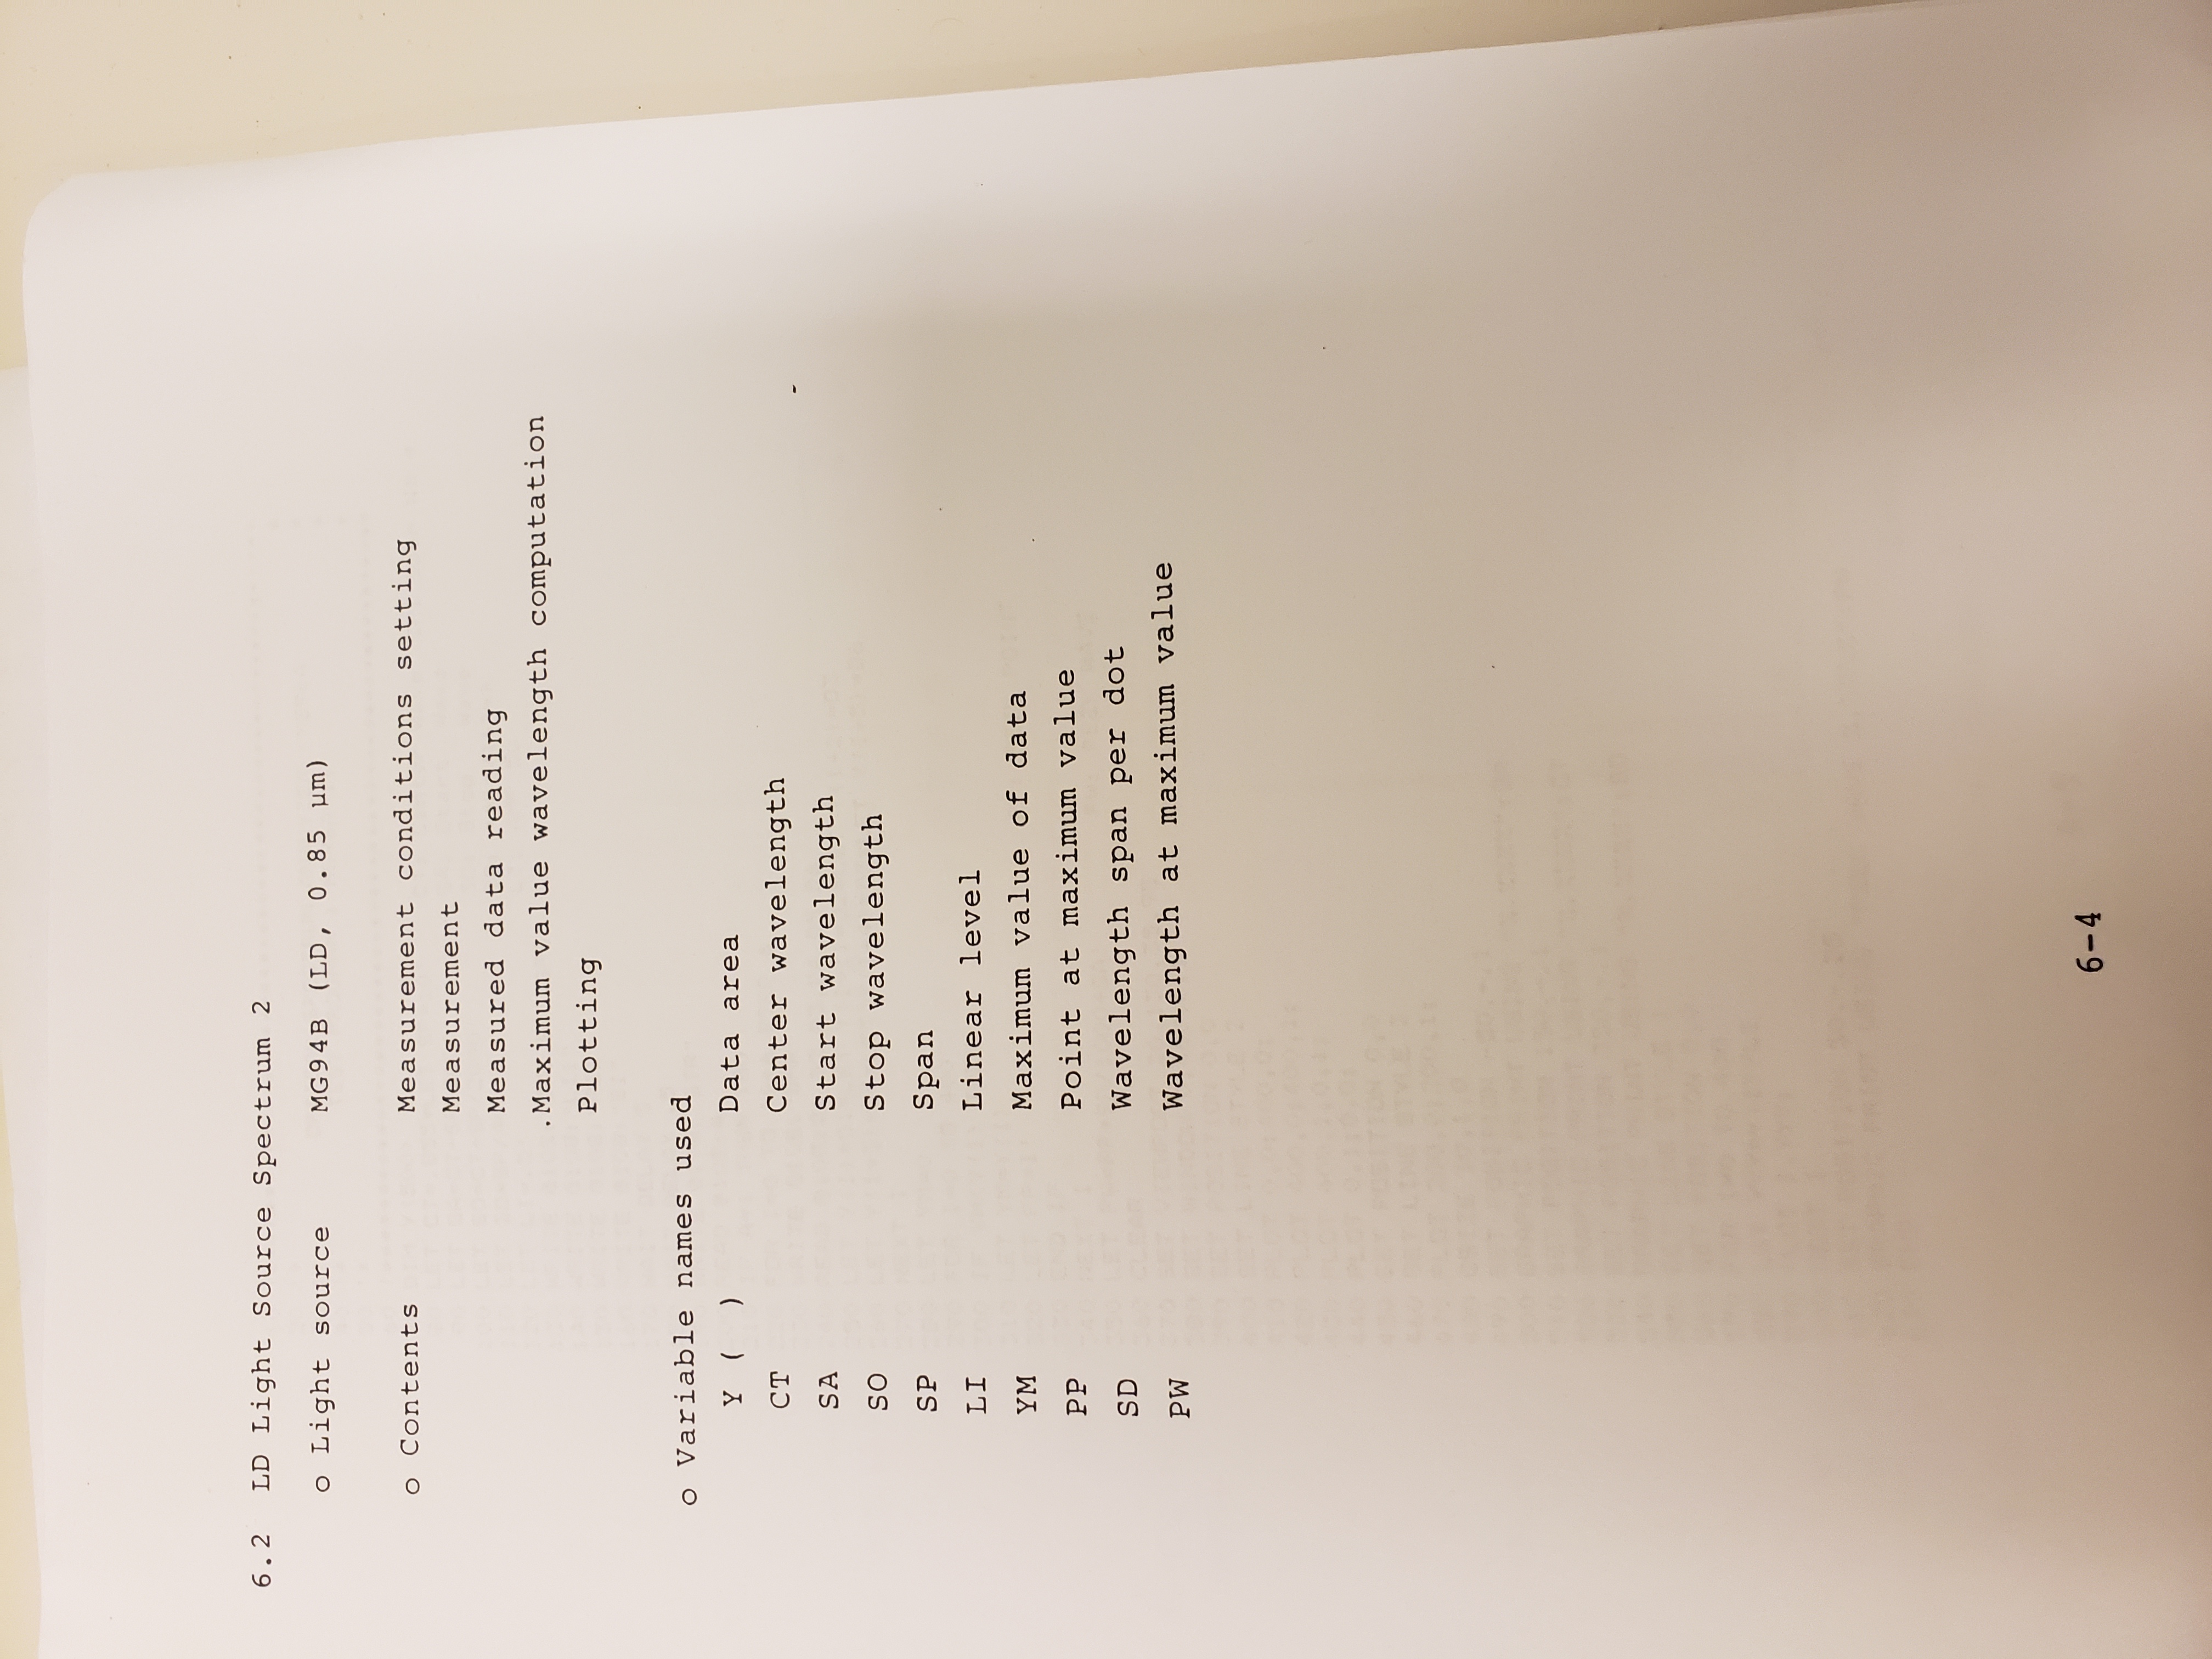 6.2 LD Light Source Spectrum 2
o Light source MG94B (LD, 0.85 µm)
o Contents Measurement conditions setting
Measurement
Measured data reading
.Maximum value wavelength computation
Plotting
o Variable names used
Y ( ) Data area
CT Center wavelength
SA Start wavelength
SO Stop wavelength
SP Span
LI Linear level
YM Maximum value of data
PP Point at maximum value
SD Wavelength span per dot
PW Wavelength at maximum value
6-4